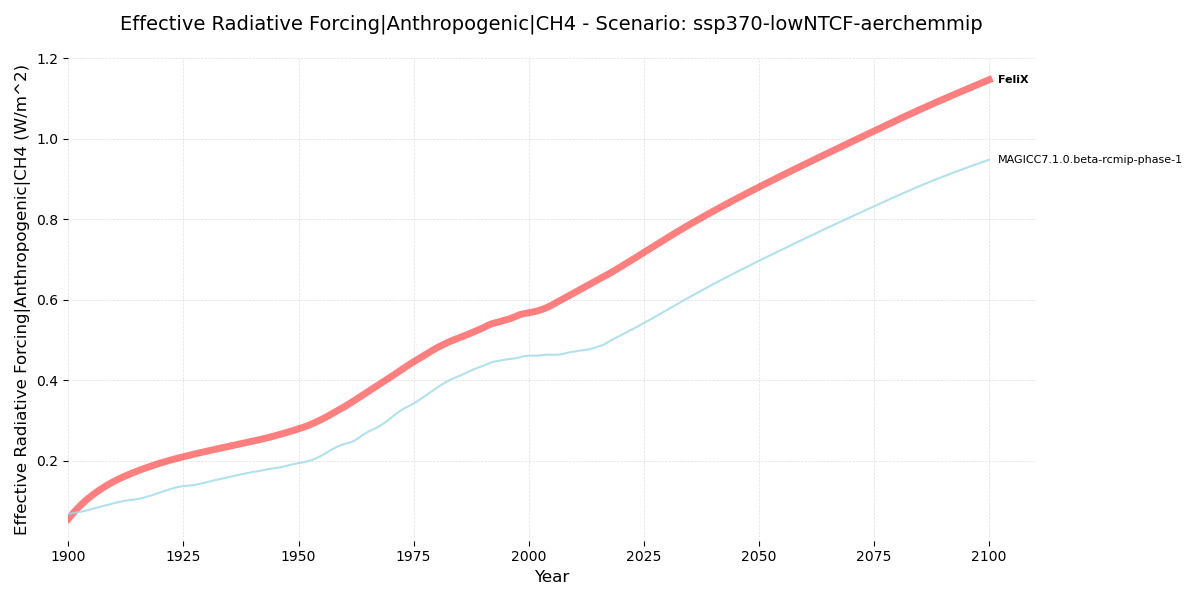 Effective Radiative Forcing|Anthropogenic|CH4 - Scenario: ssp370-lowNTCF-aerchemmip
Effective Radiative Forcing|Anthropogenic|CH4 (W/m^2)
1.2
1.0
0.8
0.6
0.4
0.2
FeliX
MAGICC7.1.0.beta-rcmip-phase-1
1900 1925 1950 1975 2000 2025 2050 2075 2100
Year